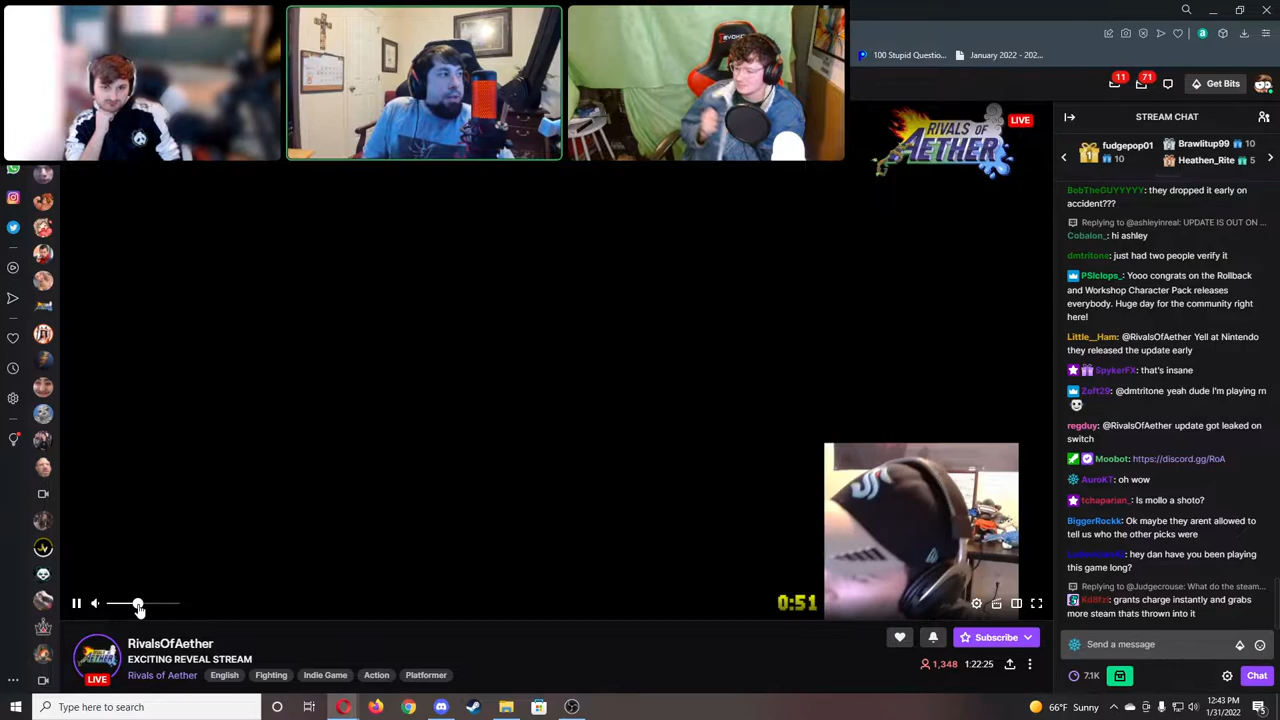 100 Stupid Questio...
January 2022 - 202...
11
71
Get Bits
RIVALS OF
AETHER
LIVE
STREAM CHAT
1
fudgepop01
10
Brawlitup99 10
Heathen_Rite 5
BobTheGUYYYYY: they dropped it early on
accident???
Replying to @ashleyinreal: UPDATE IS OUT ON ...
Cobalon_: hi ashley
dmtritone: just had two people verify it
PSIclops_: Yooo congrats on the Rollback
and Workshop Character Pack releases
everybody. Huge day for the community right
here!
Little__Ham: @RivalsOfAether Yell at Nintendo
they released the update early
SpykerFX: that's insane
Zeft29: @dmtritone yeah dude I'm playing rn
regduy: @RivalsOfAether update got leaked on
switch
Moobot: https://discord.gg/RoA
AuroKT: oh wow
tchaparian_: Is mollo a shoto?
BiggerRockk: Ok maybe they arent allowed to
tell us who the other picks were
hey dan have you been playing
this game long?
Replying to @Judgecrouse: What do the steam...
Kd8fzl: grants charge instantly and grabs
more steam thats thrown into it
0:51
Send a message
7.1K
Chat
RivalsOfAether
EXCITING REVEAL STREAM
Rivals of Aether
English
Fighting
Indie Game
Action
Platformer
LIVE
Subscribe
1,348
1:22:25
Type here to search
66°F Sunny
12:43 PM
1/31/2022